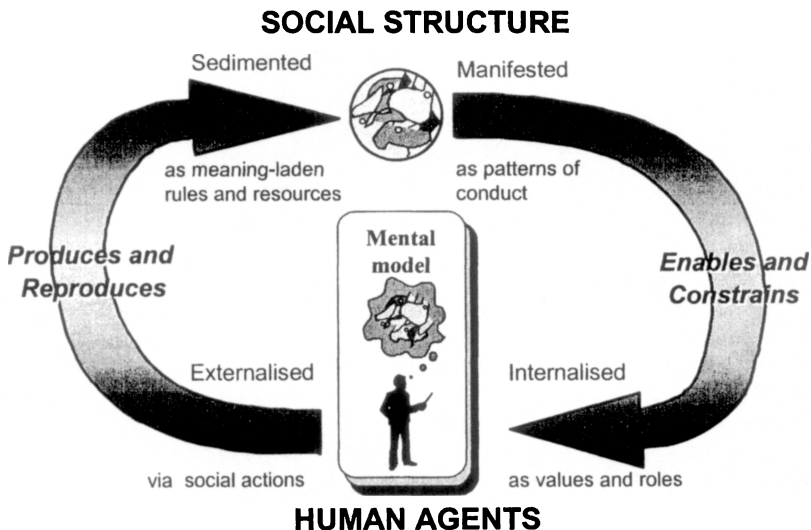 SOCIAL STRUCTURE
Sedimented
Manifested
as meaning-laden
rules and resources
as patterns of
conduct
Mental
model
Produces and
Reproduces
Enables and
Constrains
Externalised
Internalised
via social actions
as values and roles
HUMAN AGENTS